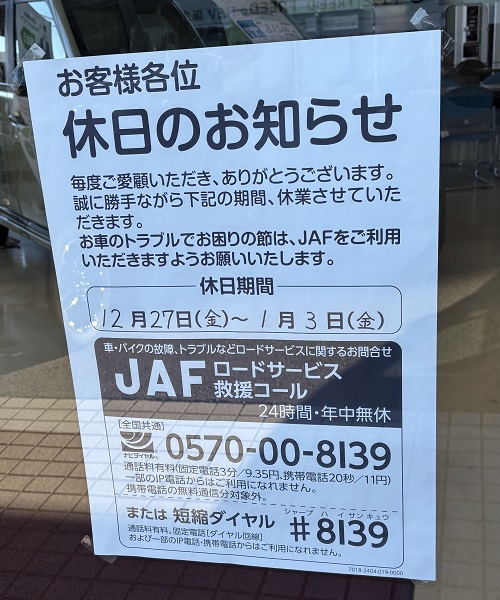 お客様各位
休日のお知らせ
毎度ご愛顧いただき、ありがとうございます。
誠に勝手ながら下記の期間、休業させていた
だきます。
お車のトラブルでお困りの節は、JAFをご利用
いただきますようお願いいたします。
休日期間
12月27日(金)～1月3日(金)
車・バイクの故障、トラブルなどロードサービスに関するお問合せ
JAF ロードサービス
救援コール
24時間・年中無休
[全国共通]
ナビダイヤル 0570-00-8139
通話料有料(固定電話3分/9.35円、携帯電話20秒/11円)
一部のIP電話からはご利用になれません。
携帯電話の無料通信分対象外。
シャープ ハイサンキュウ
または 短縮ダイヤル #8139
通話料有料。固定電話[ダイヤル回線]
および一部のIP電話・携帯電話からはご利用になれません。
7018-2404-019-0000